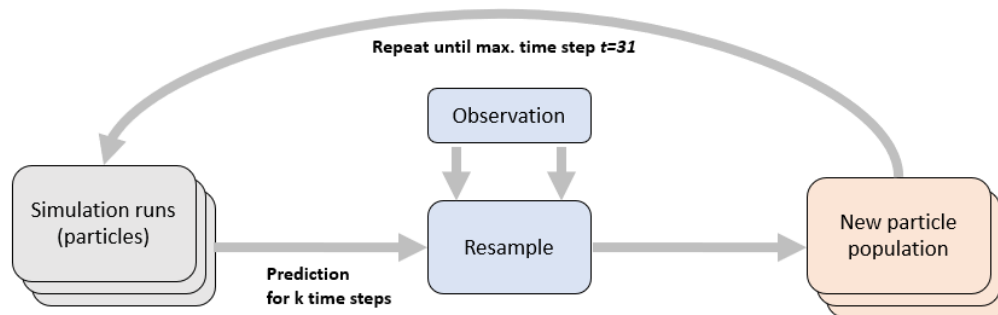 Repeat until max. time step t=31
Observation
Simulation runs
(particles)
Resample
New particle
population
Prediction
for k time steps